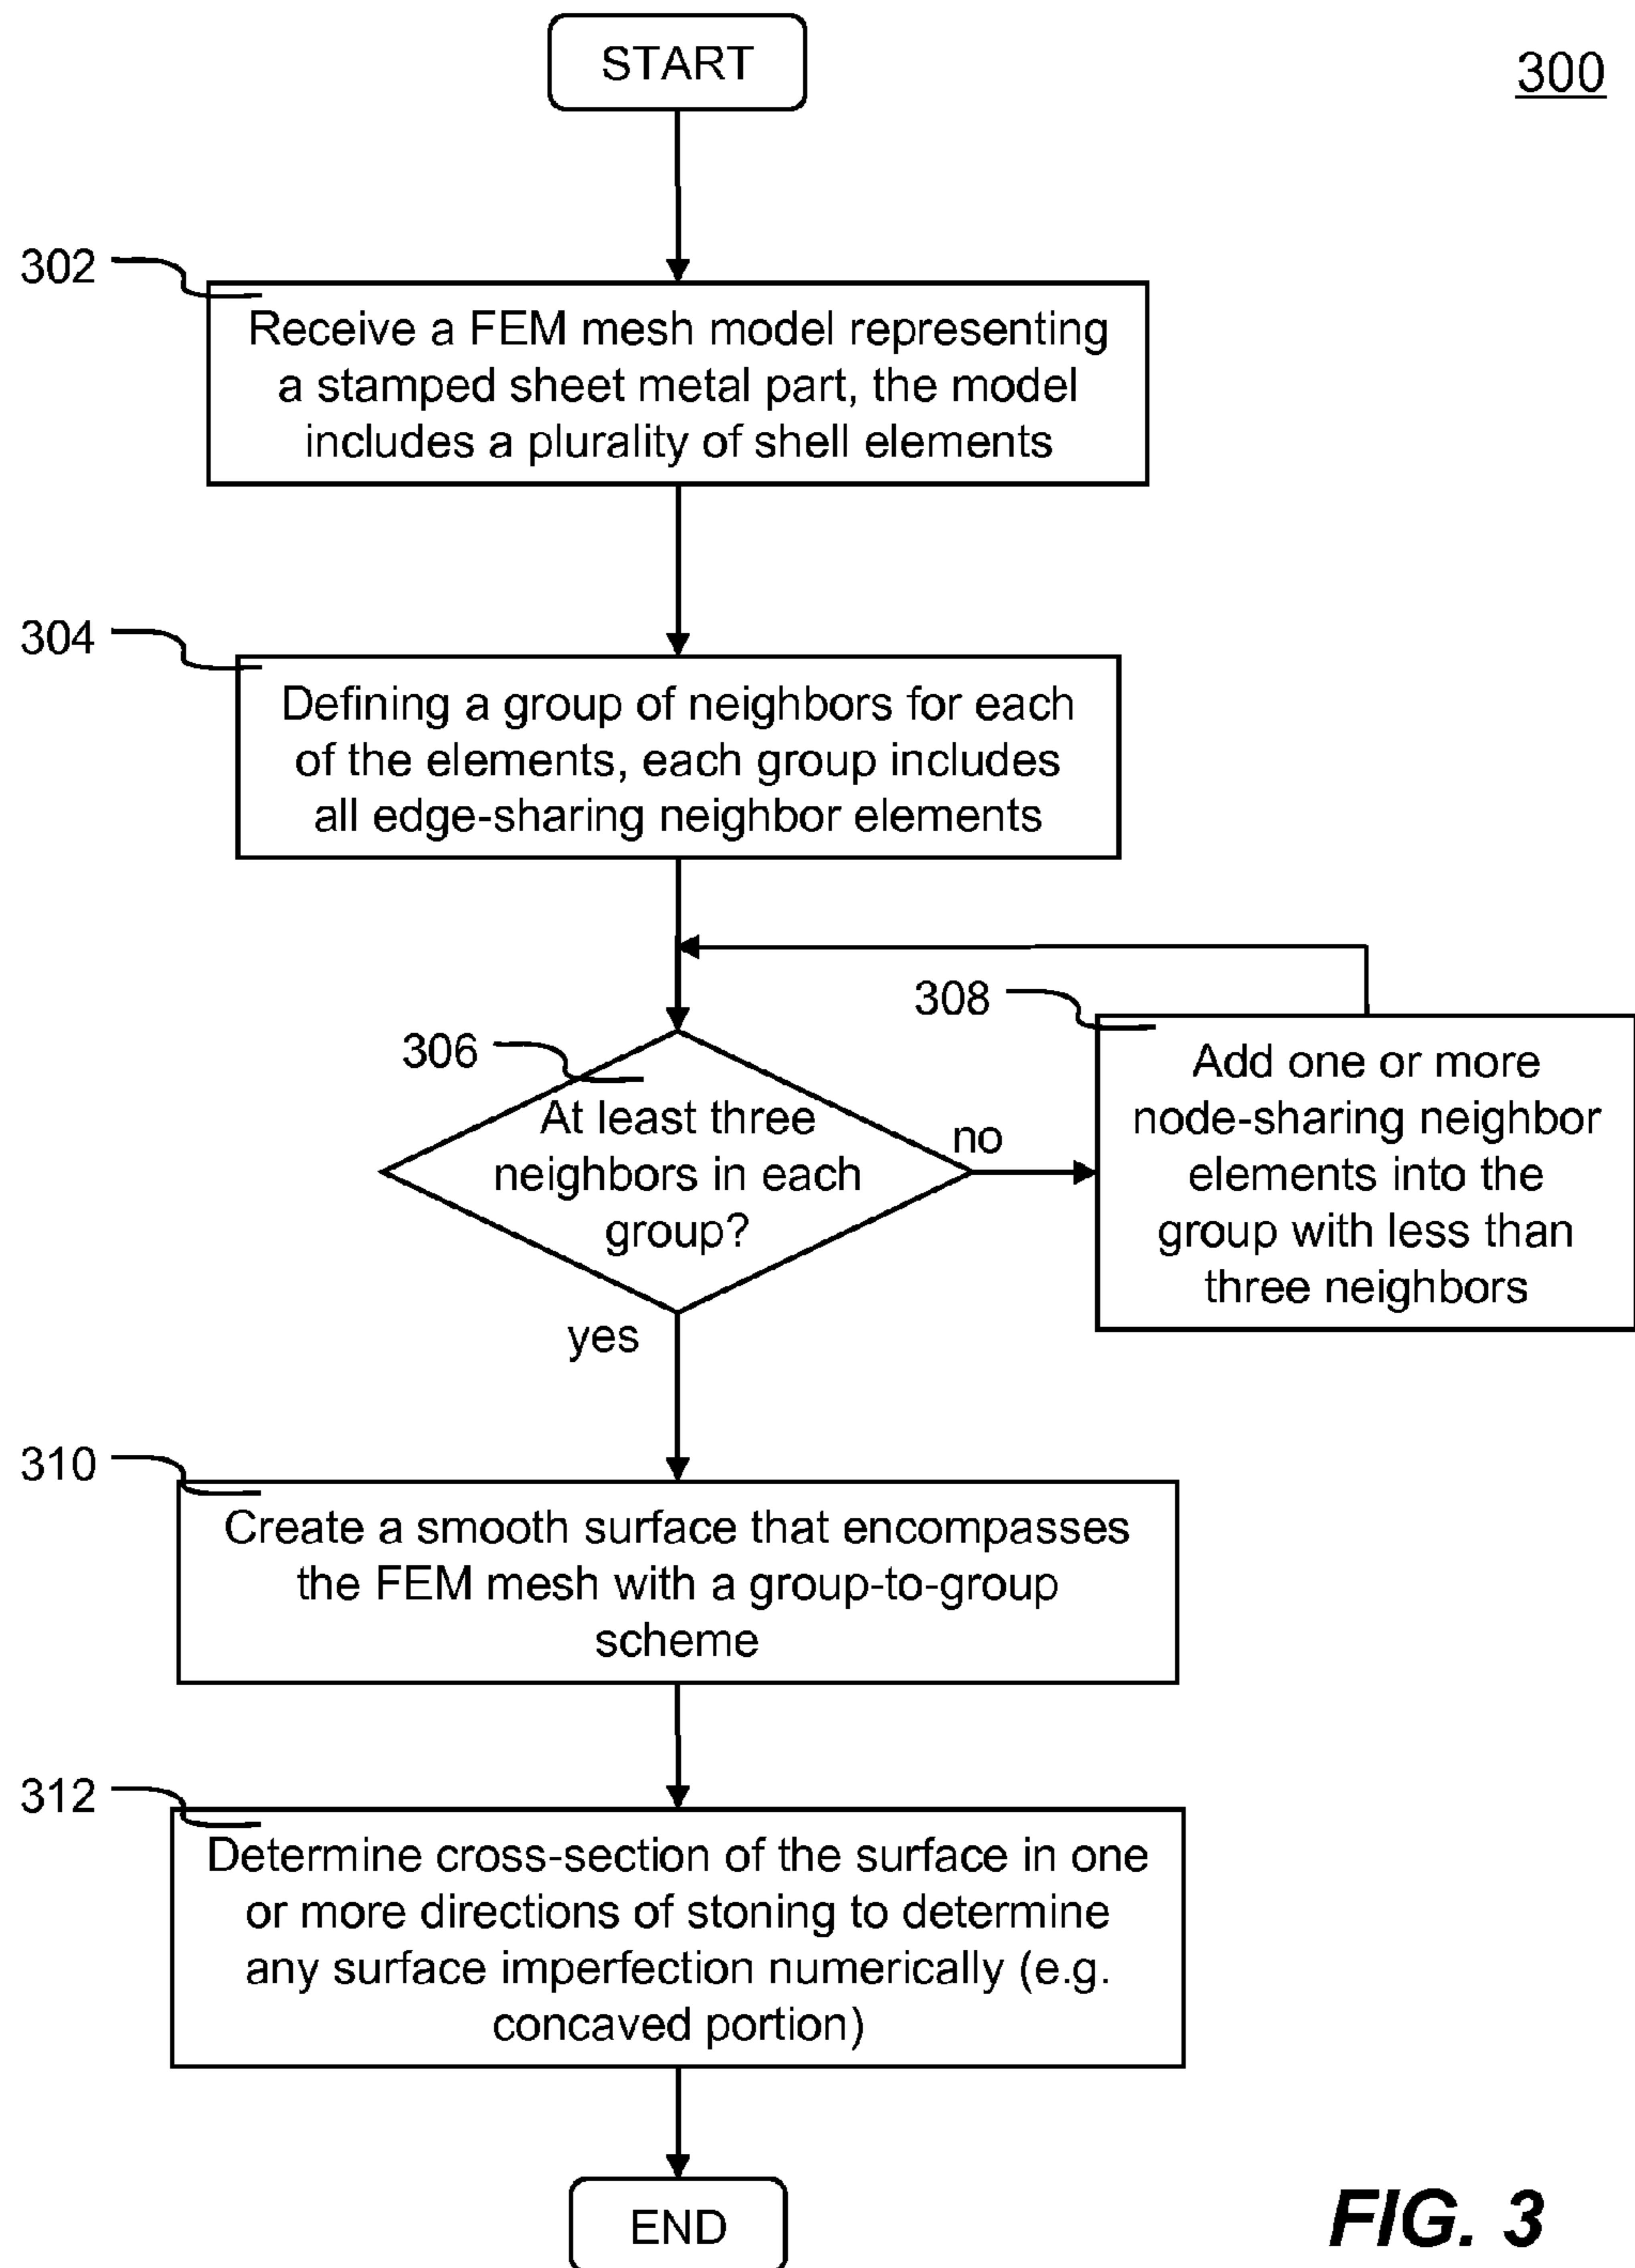 START
300
302
Receive a FEM mesh model representing
a stamped sheet metal part, the model
includes a plurality of shell elements
304
Defining a group of neighbors for each
of the elements, each group includes
all edge-sharing neighbor elements
306
At least three
neighbors in each
group?
no
308
Add one or more
node-sharing neighbor
elements into the
group with less than
three neighbors
yes
310
Create a smooth surface that encompasses
the FEM mesh with a group-to-group
scheme
312
Determine cross-section of the surface in one
or more directions of stoning to determine
any surface imperfection numerically (e.g.
concaved portion)
END
FIG. 3